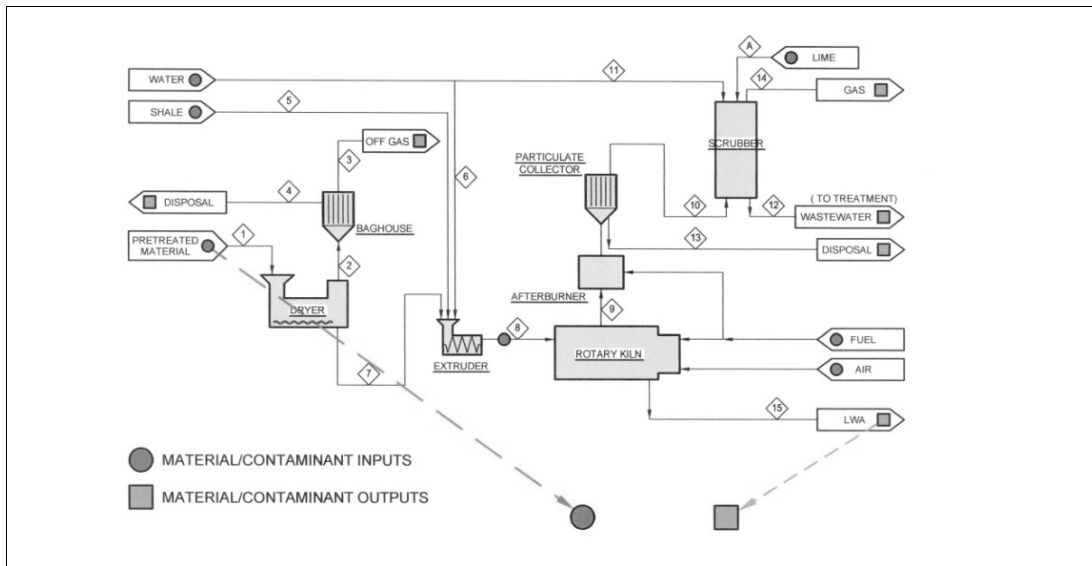 A
LIME
WATER
11
14
GAS
5
SHALE
SCRUBBER
OFF GAS
3
PARTICULATE
COLLECTOR
6
4
DISPOSAL
10
12
( TO TREATMENT)
WASTEWATER
BAGHOUSE
1
PRETREATED
MATERIAL
13
DISPOSAL
2
AFTERBURNER
9
DRYER
8
FUEL
ROTARY KILN
EXTRUDER
AIR
7
15
LWA
MATERIAL/CONTAMINANT INPUTS
MATERIAL/CONTAMINANT OUTPUTS